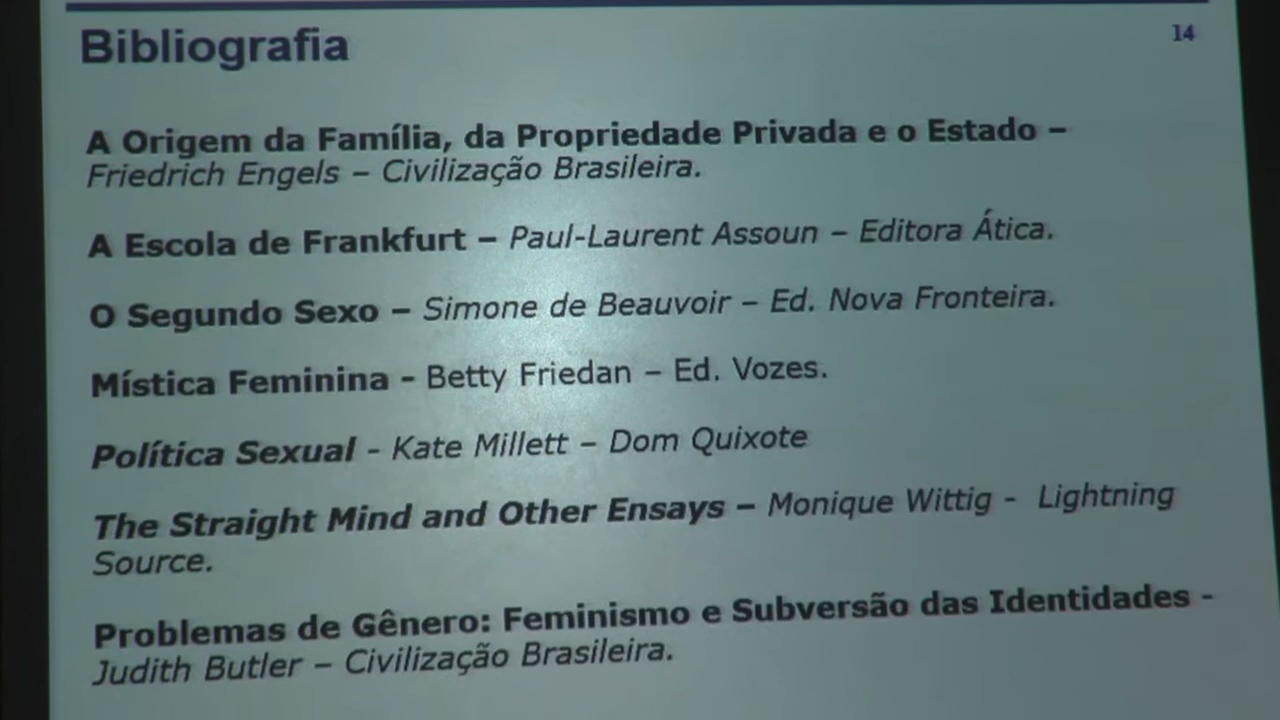 Bibliografia
14
A Origem da Família, da Propriedade Privada e o Estado –
Friedrich Engels – Civilização Brasileira.
A Escola de Frankfurt – Paul-Laurent Assoun – Editora Ática.
O Segundo Sexo – Simone de Beauvoir – Ed. Nova Fronteira.
Mística Feminina - Betty Friedan – Ed. Vozes.
Política Sexual - Kate Millett – Dom Quixote
The Straight Mind and Other Ensays – Monique Wittig - Lightning
Source.
Problemas de Gênero: Feminismo e Subversão das Identidades -
Judith Butler – Civilização Brasileira.